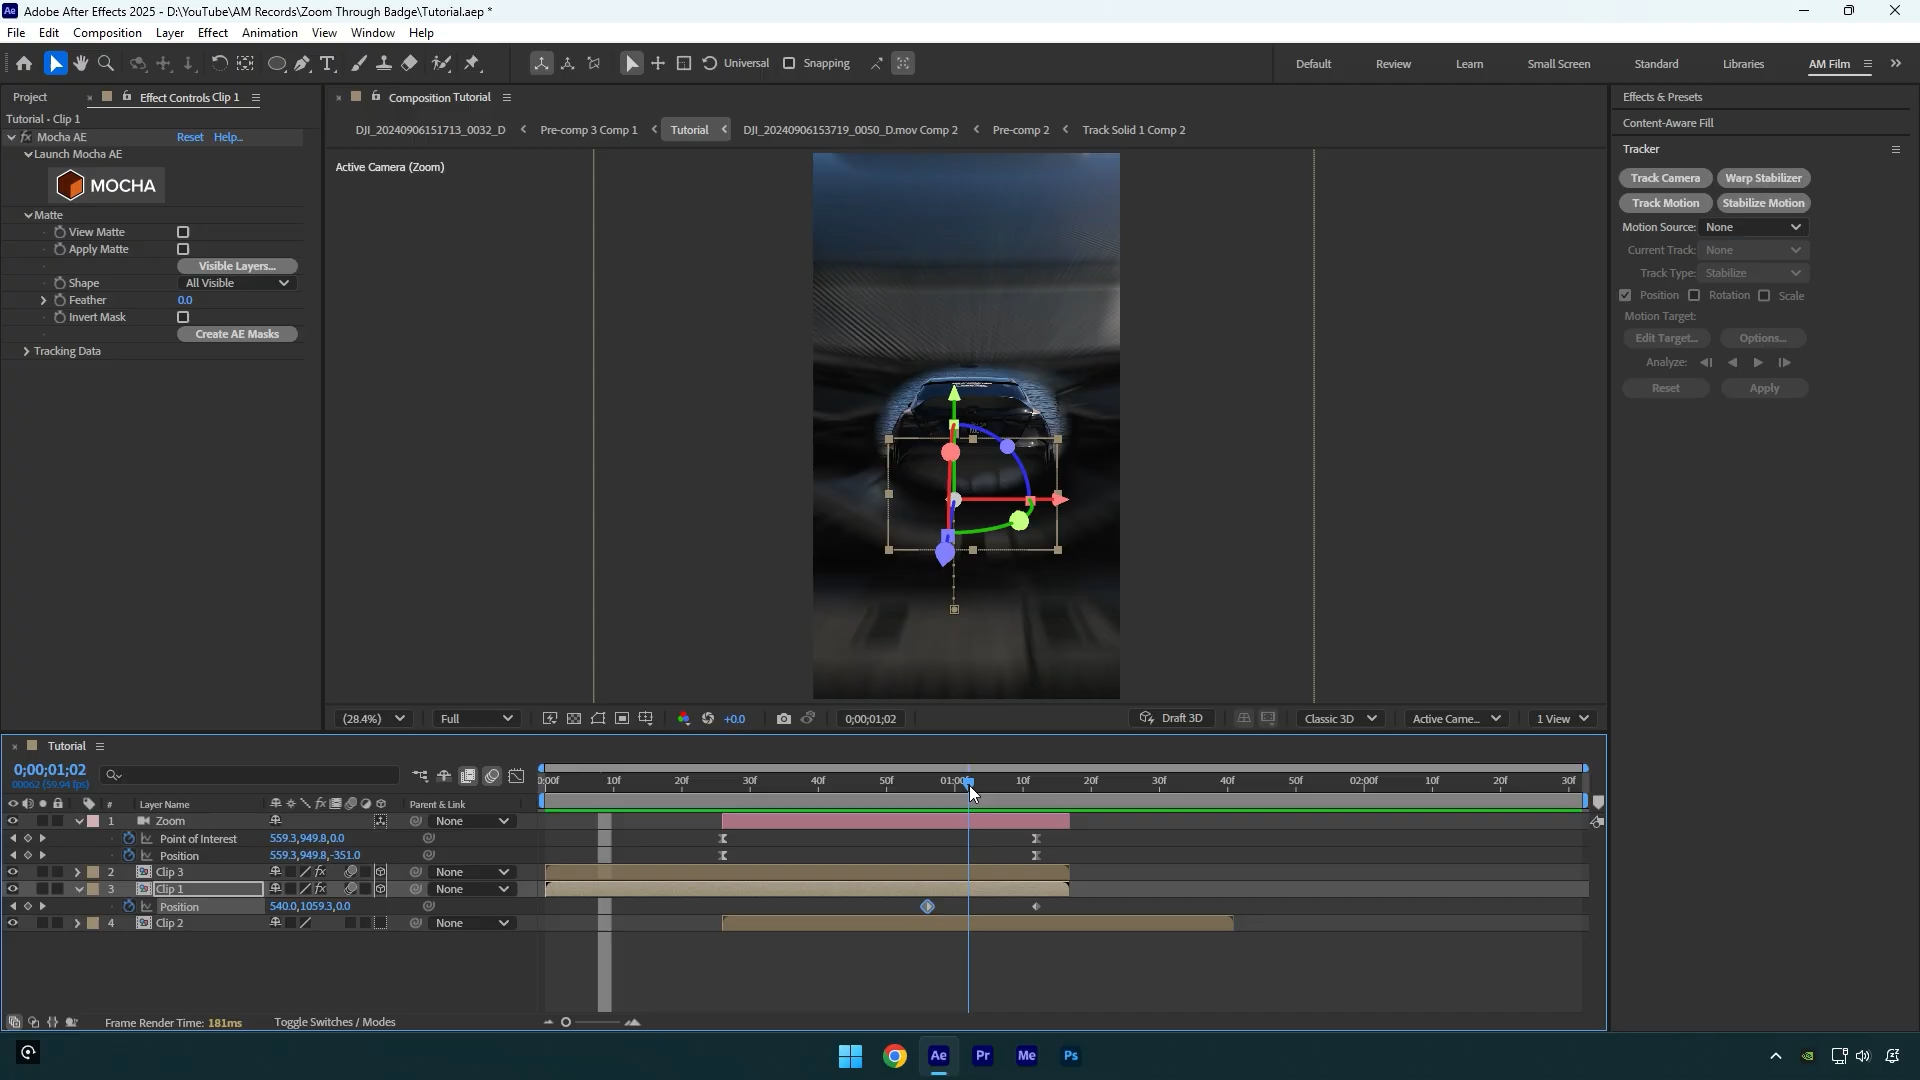 Adobe After Effects 2025 - D:\YouTube\AM Records\Zoom Through Badge\Tutorial.aep *
File Edit Composition Layer Effect Animation View Window Help
Universal Snapping Default Review Learn Small Screen Standard Libraries AM Film
Project Effect Controls Clip 1
Tutorial - Clip 1
Mocha AE Reset Help...
Launch Mocha AE
MOCHA
Matte
View Matte
Apply Matte
Visible Layers...
Shape All Visible
Feather 0.0
Invert Mask
Create AE Masks
Tracking Data
Composition Tutorial
DJI_20240906151713_0032_D Pre-comp 3 Comp 1 Tutorial DJI_20240906153719_0050_D.mov Comp 2 Pre-comp 2 Track Solid 1 Comp 2
Active Camera (Zoom)
(28.4%) Full +0.0 0;00;01;02 Draft 3D Classic 3D Active Came... 1 View
Effects & Presets
Content-Aware Fill
Tracker
Track Camera Warp Stabilizer
Track Motion Stabilize Motion
Motion Source: None
Current Track: None
Track Type: Stabilize
Position Rotation Scale
Motion Target:
Edit Target... Options...
Analyze:
Reset Apply
Tutorial
0;00;01;02
00062 (59.94 fps)
0:00f 10f 20f 30f 40f 50f 01:00f 10f 20f 30f 40f 50f 02:00f 10f 20f 30f
# Layer Name fx Parent & Link
1 Zoom None
Point of Interest 559.3,949.8,0.0
Position 559.3,949.8,-351.0
2 Clip 3 fx None
3 Clip 1 fx None
Position 540.0,1059.3,0.0
4 Clip 2 None
Frame Render Time: 181ms Toggle Switches / Modes
Ae Pr Me Ps